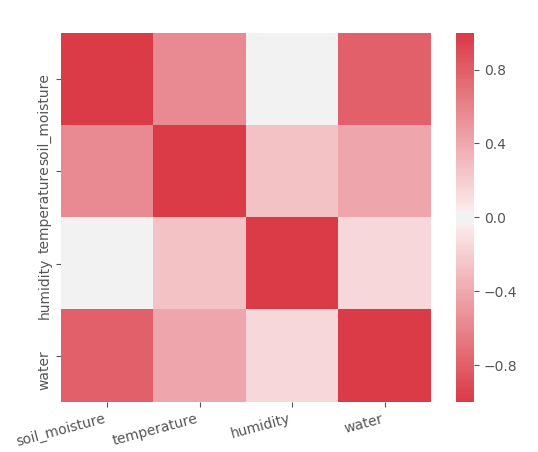 soil_moisture
temperature
humidity
water
soil_moisture
temperature
humidity
water
0.8
0.4
0.0
−0.4
−0.8